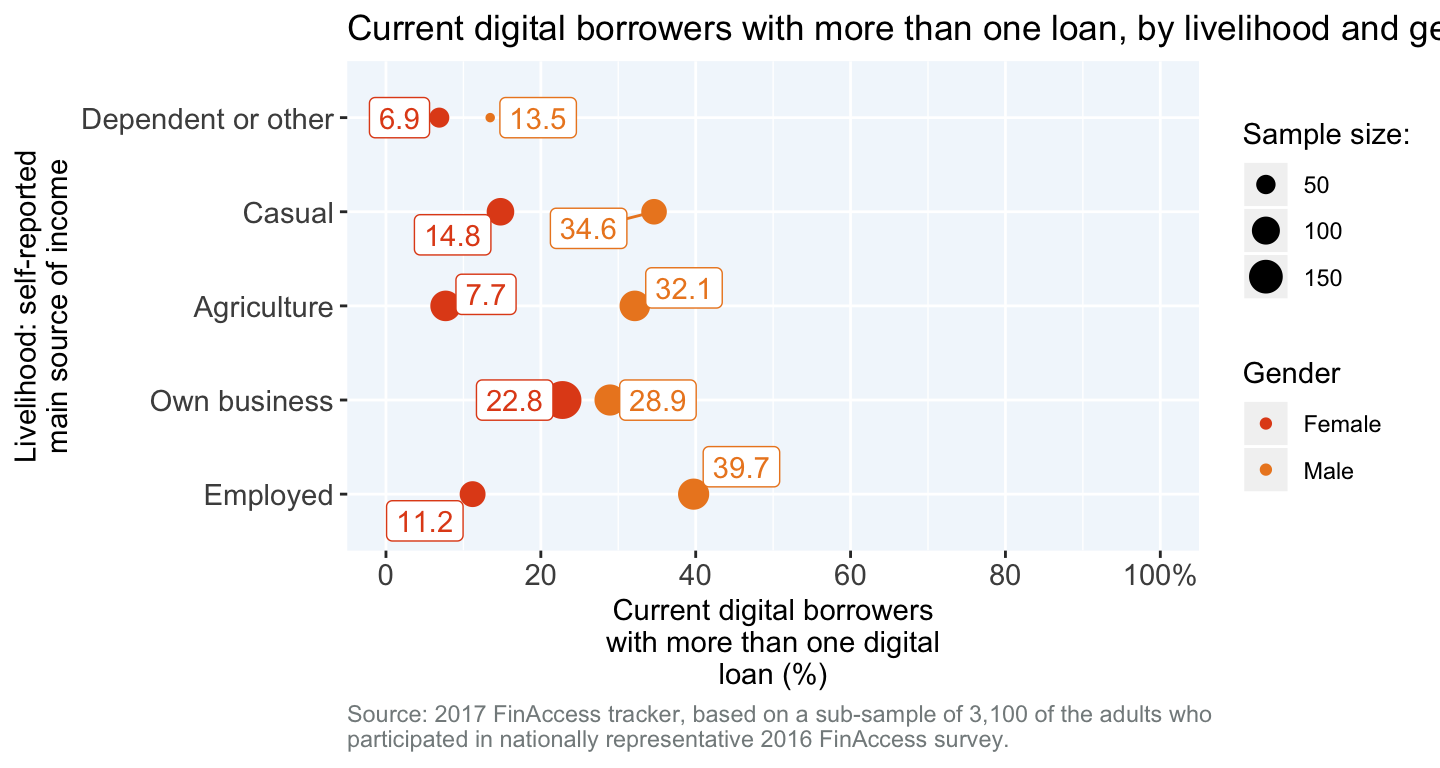 Current digital borrowers with more than one loan, by livelihood and ge
Livelihood: self-reported
main source of income
Dependent or other
6.9
13.5
Casual
14.8
34.6
Agriculture
7.7
32.1
Own business
22.8
28.9
Employed
11.2
39.7
0
20
40
60
80
100%
Current digital borrowers
with more than one digital
loan (%)
Sample size:
50
100
150
Gender
Female
Male
Source: 2017 FinAccess tracker, based on a sub-sample of 3,100 of the adults who
participated in nationally representative 2016 FinAccess survey.